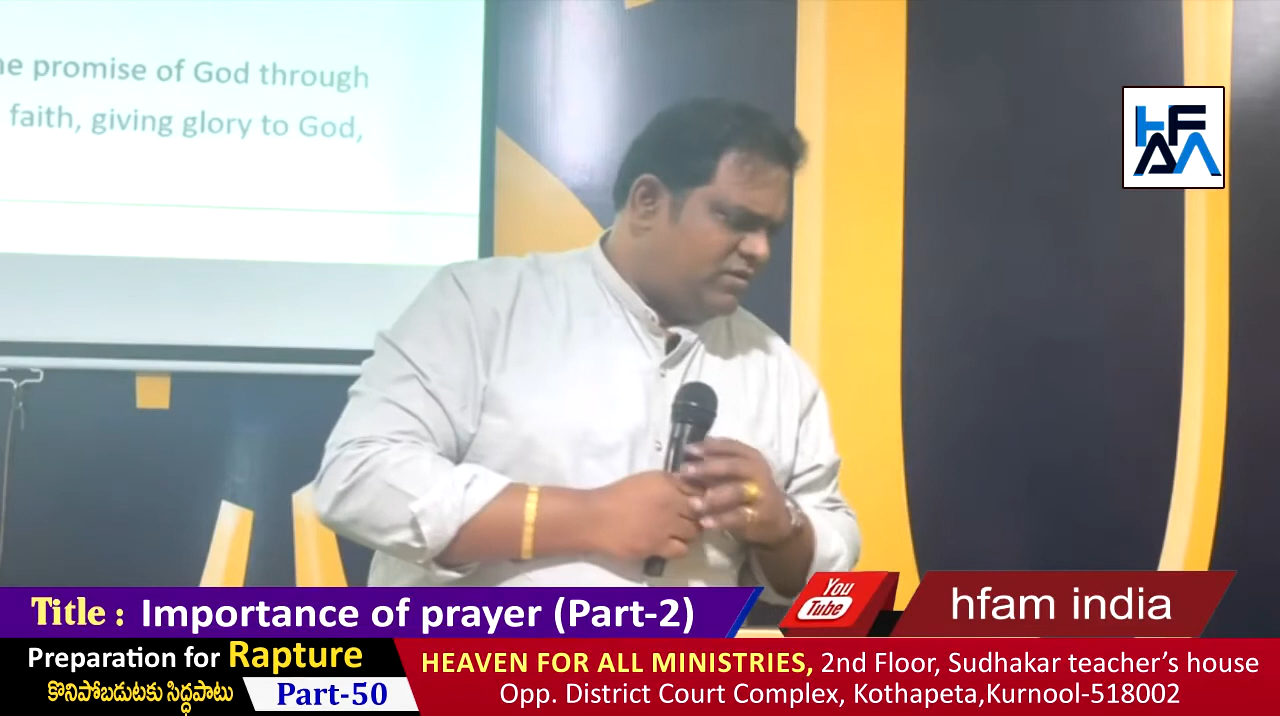 he promise of God through
faith, giving glory to God,
HFAM
Title : Importance of prayer (Part-2)
You
Tube
hfam india
Preparation for Rapture
కొనిపోబడుటకు సిద్ధపాటు
Part-50
HEAVEN FOR ALL MINISTRIES, 2nd Floor, Sudhakar teacher's house
Opp. District Court Complex, Kothapeta,Kurnool-518002